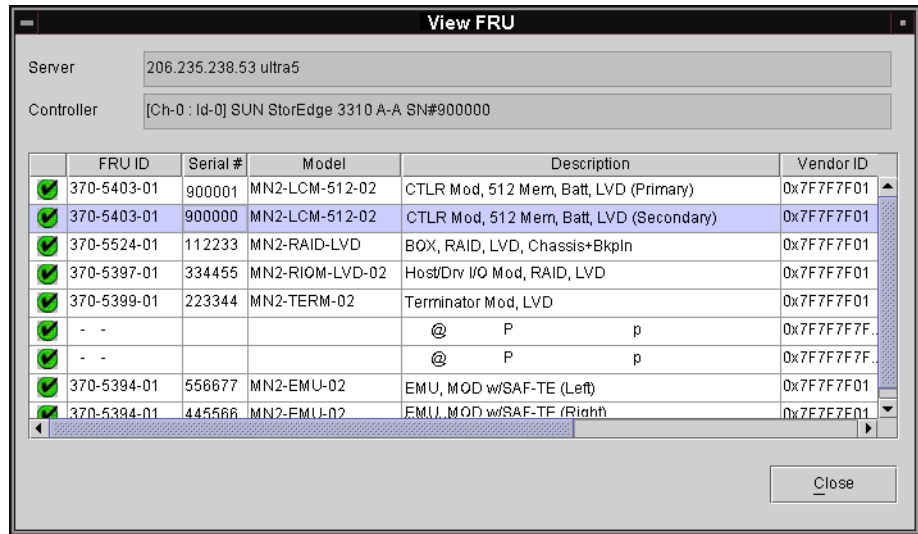 View FRU
Server 206.235.238.53 ultra5
Controller [Ch-0 : Id-0] SUN StorEdge 3310 A-A SN#900000
FRU ID Serial # Model Description Vendor ID
370-5403-01 900001 MN2-LCM-512-02 CTLR Mod, 512 Mem, Batt, LVD (Primary) 0x7F7F7F01
370-5403-01 900000 MN2-LCM-512-02 CTLR Mod, 512 Mem, Batt, LVD (Secondary) 0x7F7F7F01
370-5524-01 112233 MN2-RAID-LVD BOX, RAID, LVD, Chassis+Bkpln 0x7F7F7F01
370-5397-01 334455 MN2-RIOM-LVD-02 Host/Drv I/O Mod, RAID, LVD 0x7F7F7F01
370-5399-01 223344 MN2-TERM-02 Terminator Mod, LVD 0x7F7F7F01
- - @ P p 0x7F7F7F7F..
- - @ P p 0x7F7F7F7F..
370-5394-01 556677 MN2-EMU-02 EMU, MOD w/SAF-TE (Left) 0x7F7F7F01
370-5394-01 445566 MN2-EMU-02 EMU, MOD w/SAF-TE (Right) 0x7F7F7F01
Close